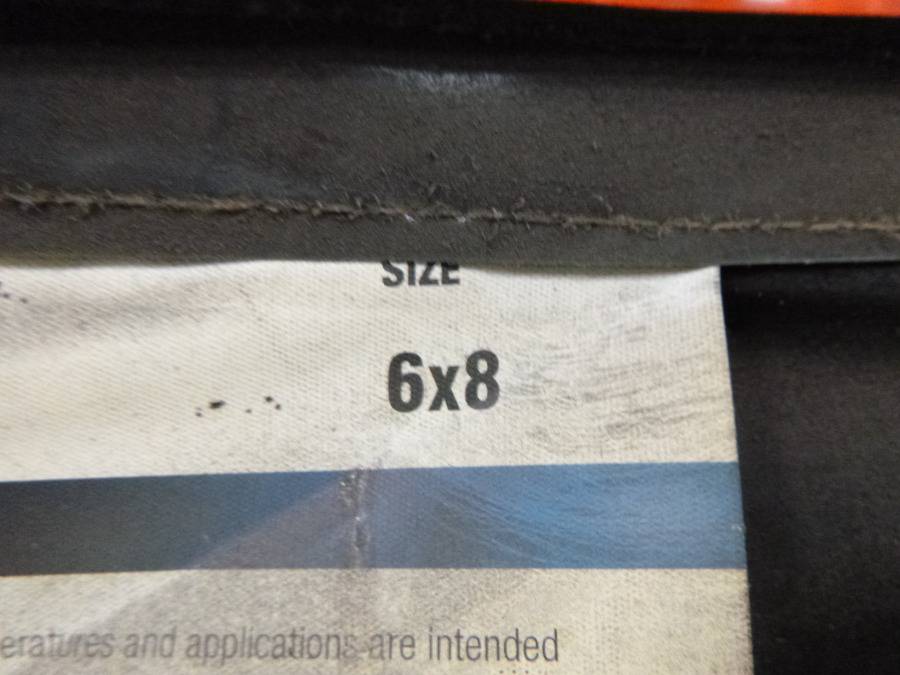 SIZE
6x8
eratures and applications are intended